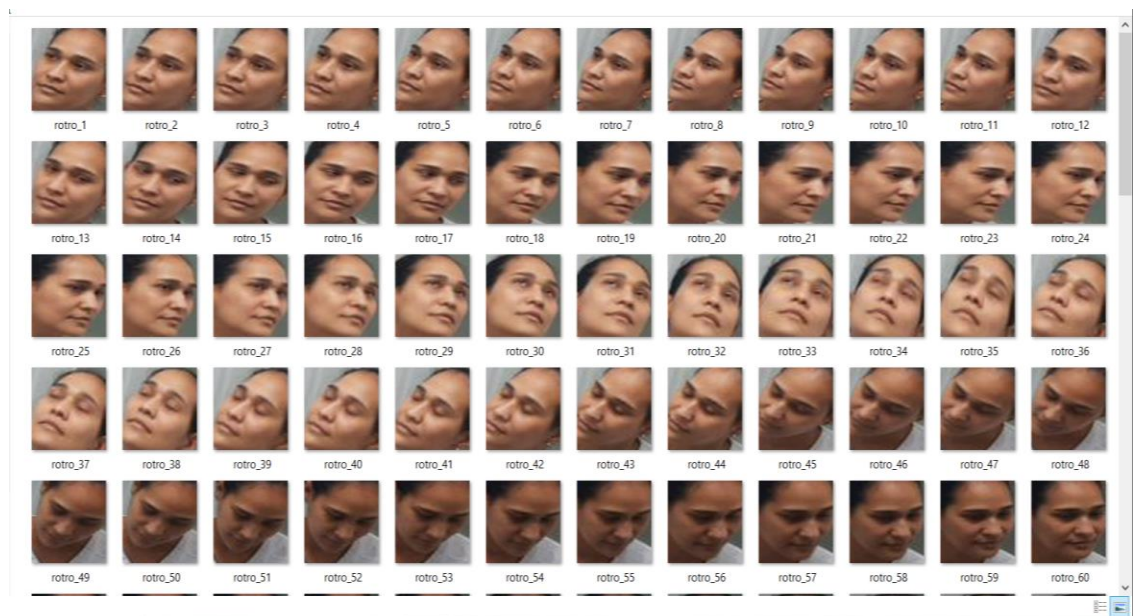 rotro_1 rotro_2 rotro_3 rotro_4 rotro_5 rotro_6 rotro_7 rotro_8 rotro_9 rotro_10 rotro_11 rotro_12
rotro_13 rotro_14 rotro_15 rotro_16 rotro_17 rotro_18 rotro_19 rotro_20 rotro_21 rotro_22 rotro_23 rotro_24
rotro_25 rotro_26 rotro_27 rotro_28 rotro_29 rotro_30 rotro_31 rotro_32 rotro_33 rotro_34 rotro_35 rotro_36
rotro_37 rotro_38 rotro_39 rotro_40 rotro_41 rotro_42 rotro_43 rotro_44 rotro_45 rotro_46 rotro_47 rotro_48
rotro_49 rotro_50 rotro_51 rotro_52 rotro_53 rotro_54 rotro_55 rotro_56 rotro_57 rotro_58 rotro_59 rotro_60